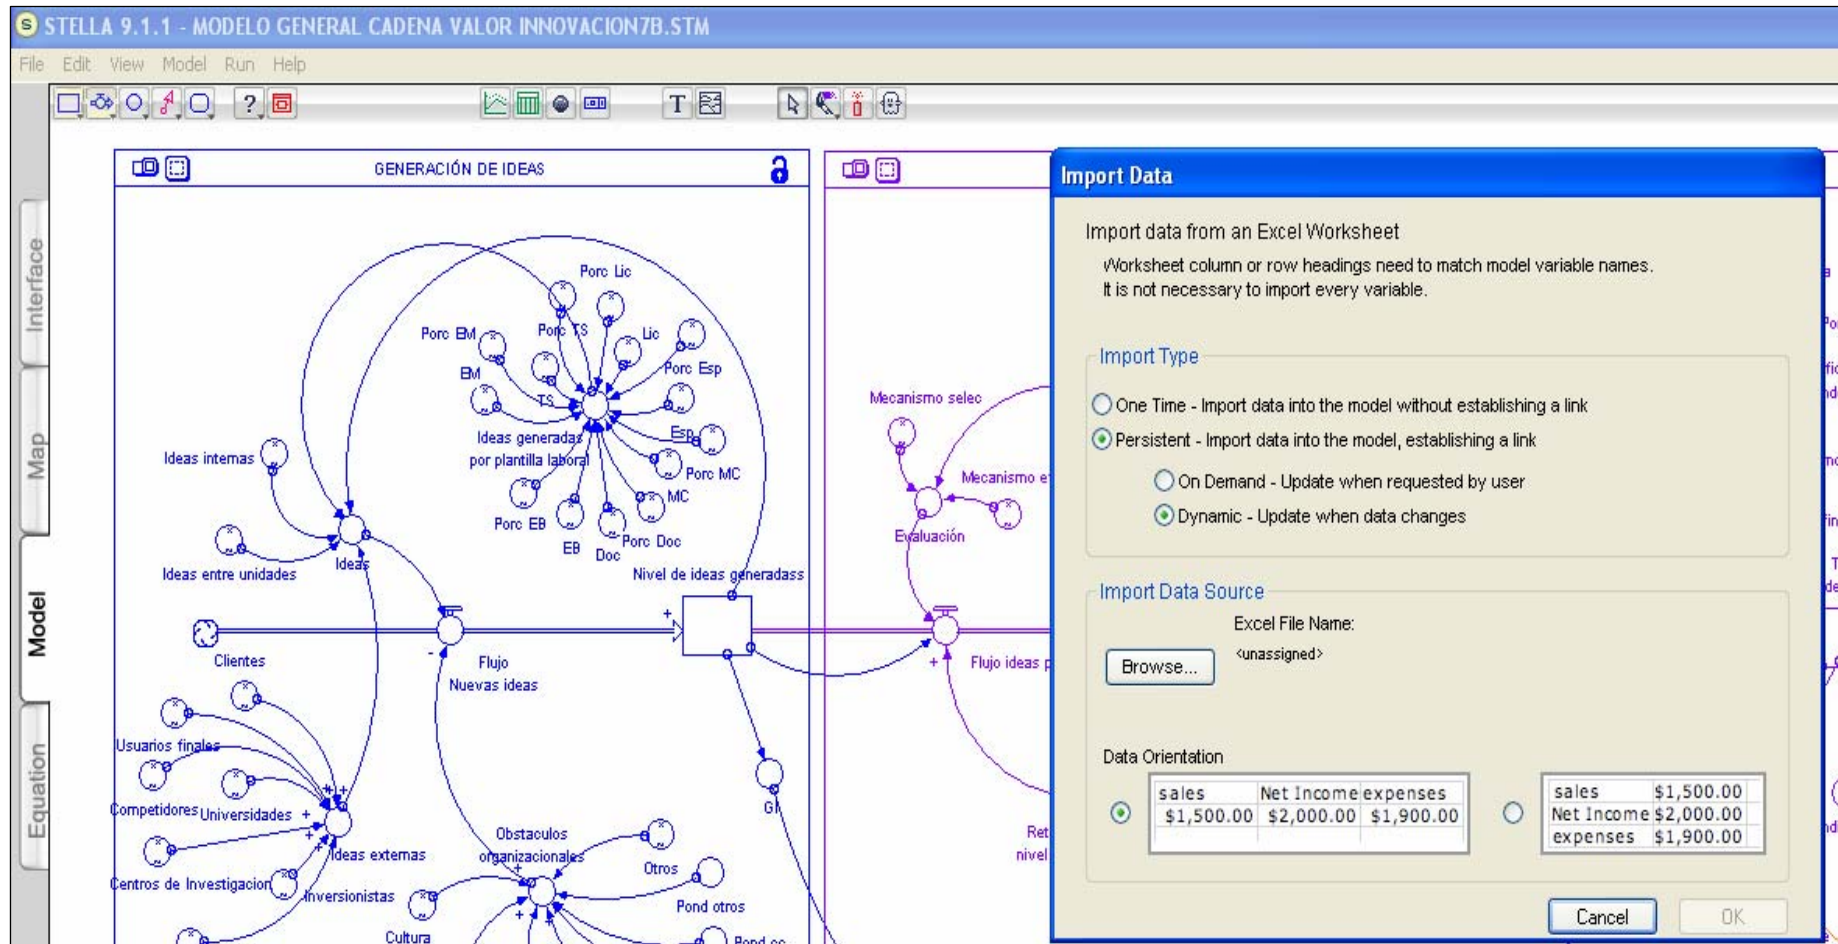 S STELLA 9.1.1 - MODELO GENERAL CADENA VALOR INNOVACION7B.STM
File Edit View Model Run Help
?
T
Interface
Map
Model
Equation
GENERACIÓN DE IDEAS
Porc Lic
Porc EM
Porc TS
Lic
EM
Porc Esp
TS
Ideas generadas
por plantilla laboral
Esp
Porc MC
MC
Porc EB
EB
Doc
Porc Doc
Ideas internas
Ideas entre unidades
Ideas
Nivel de ideas generadass
Clientes
Flujo
Nuevas ideas
Usuarios finales
Competidores
Universidades
Ideas externas
Centros de Investigacion
Inversionistas
Obstaculos
organizacionales
Otros
Pond otros
Cultura
GI
Mecanismo selec
Evaluación
Flujo ideas p
Ret
nivel
Import Data
Import data from an Excel Worksheet
Worksheet column or row headings need to match model variable names.
It is not necessary to import every variable.
Import Type
One Time - Import data into the model without establishing a link
Persistent - Import data into the model, establishing a link
On Demand - Update when requested by user
Dynamic - Update when data changes
Import Data Source
Excel File Name:
Browse...
<unassigned>
Data Orientation
sales Net Income expenses
$1,500.00 $2,000.00 $1,900.00
sales $1,500.00
Net Income $2,000.00
expenses $1,900.00
Cancel OK